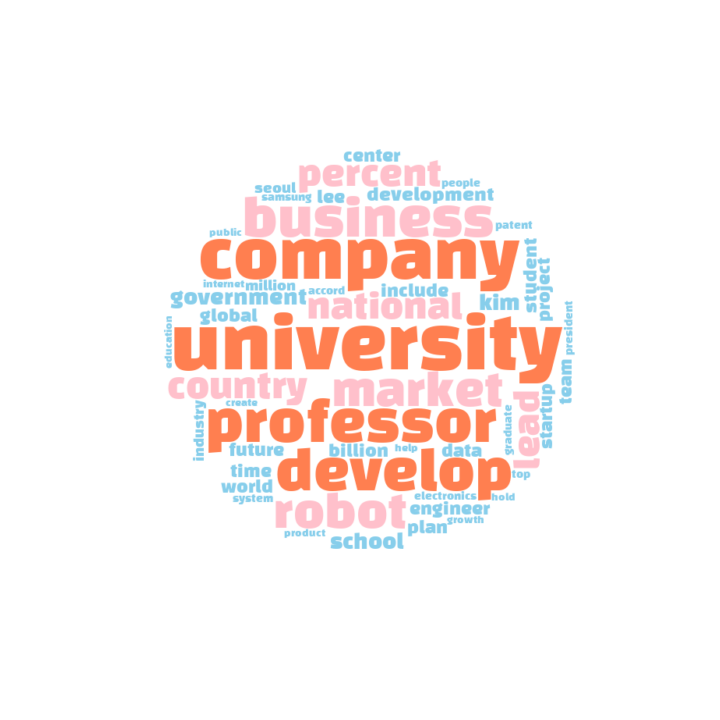 center
percent
people
seoul
samsung
lee
development
business
patent
public
company
student
project
internet
million
accord
include
government
national
kim
global
university
president
education
country
market
team
startup
lead
create
professor
graduate
industry
future
billion
help
data
develop
time
top
world
system
electronics
hold
robot
engineer
growth
plan
product
school